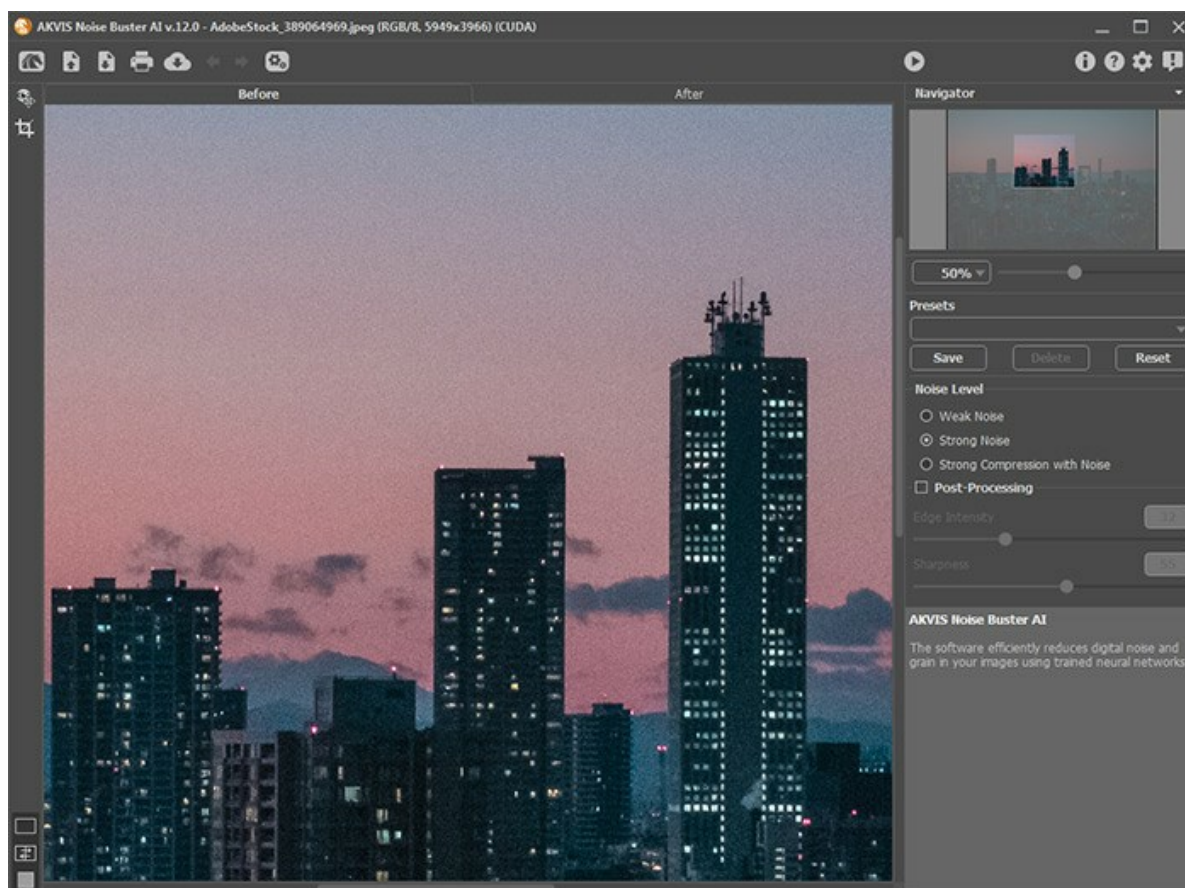 AKVIS Noise Buster AI v.12.0 - AdobeStock_389064969.jpeg (RGB/8, 5949x3966) (CUDA)
Before
After
Navigator
50%
Presets
Save
Delete
Reset
Noise Level
Weak Noise
Strong Noise
Strong Compression with Noise
Post-Processing
Edge Intensity
12
Sharpness
55
AKVIS Noise Buster AI
The software efficiently reduces digital noise and
grain in your images using trained neural networks